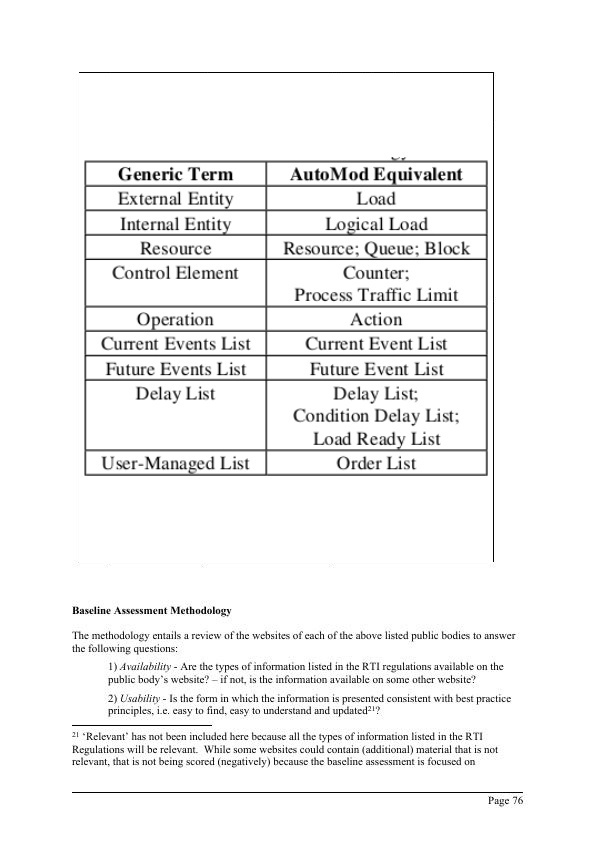 Generic Term AutoMod Equivalent
External Entity Load
Internal Entity Logical Load
Resource Resource; Queue; Block
Control Element Counter;
Process Traffic Limit
Operation Action
Current Events List Current Event List
Future Events List Future Event List
Delay List Delay List;
Condition Delay List;
Load Ready List
User-Managed List Order List
Baseline Assessment Methodology
The methodology entails a review of the websites of each of the above listed public bodies to answer
the following questions:
1) Availability - Are the types of information listed in the RTI regulations available on the
public body's website? – if not, is the information available on some other website?
2) Usability - Is the form in which the information is presented consistent with best practice
principles, i.e. easy to find, easy to understand and updated²¹?
²¹ ‘Relevant’ has not been included here because all the types of information listed in the RTI
Regulations will be relevant. While some websites could contain (additional) material that is not
relevant, that is not being scored (negatively) because the baseline assessment is focused on
Page 76